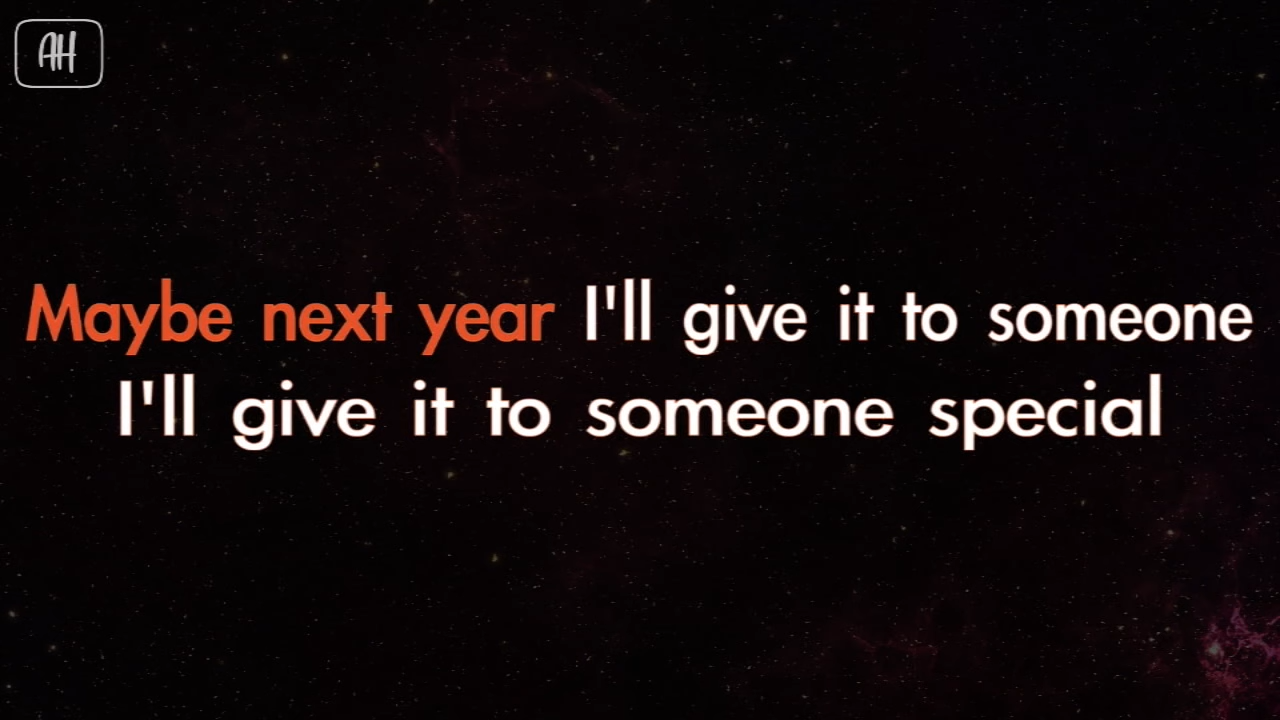 AH
Maybe next year I'll give it to someone
I'll give it to someone special